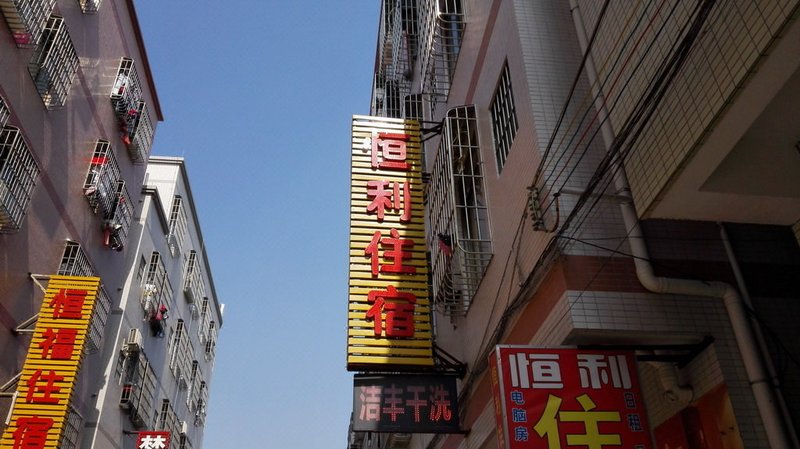 恒福住宿
恒利住宿
洁丰干洗
恒利
住
电脑房
日租